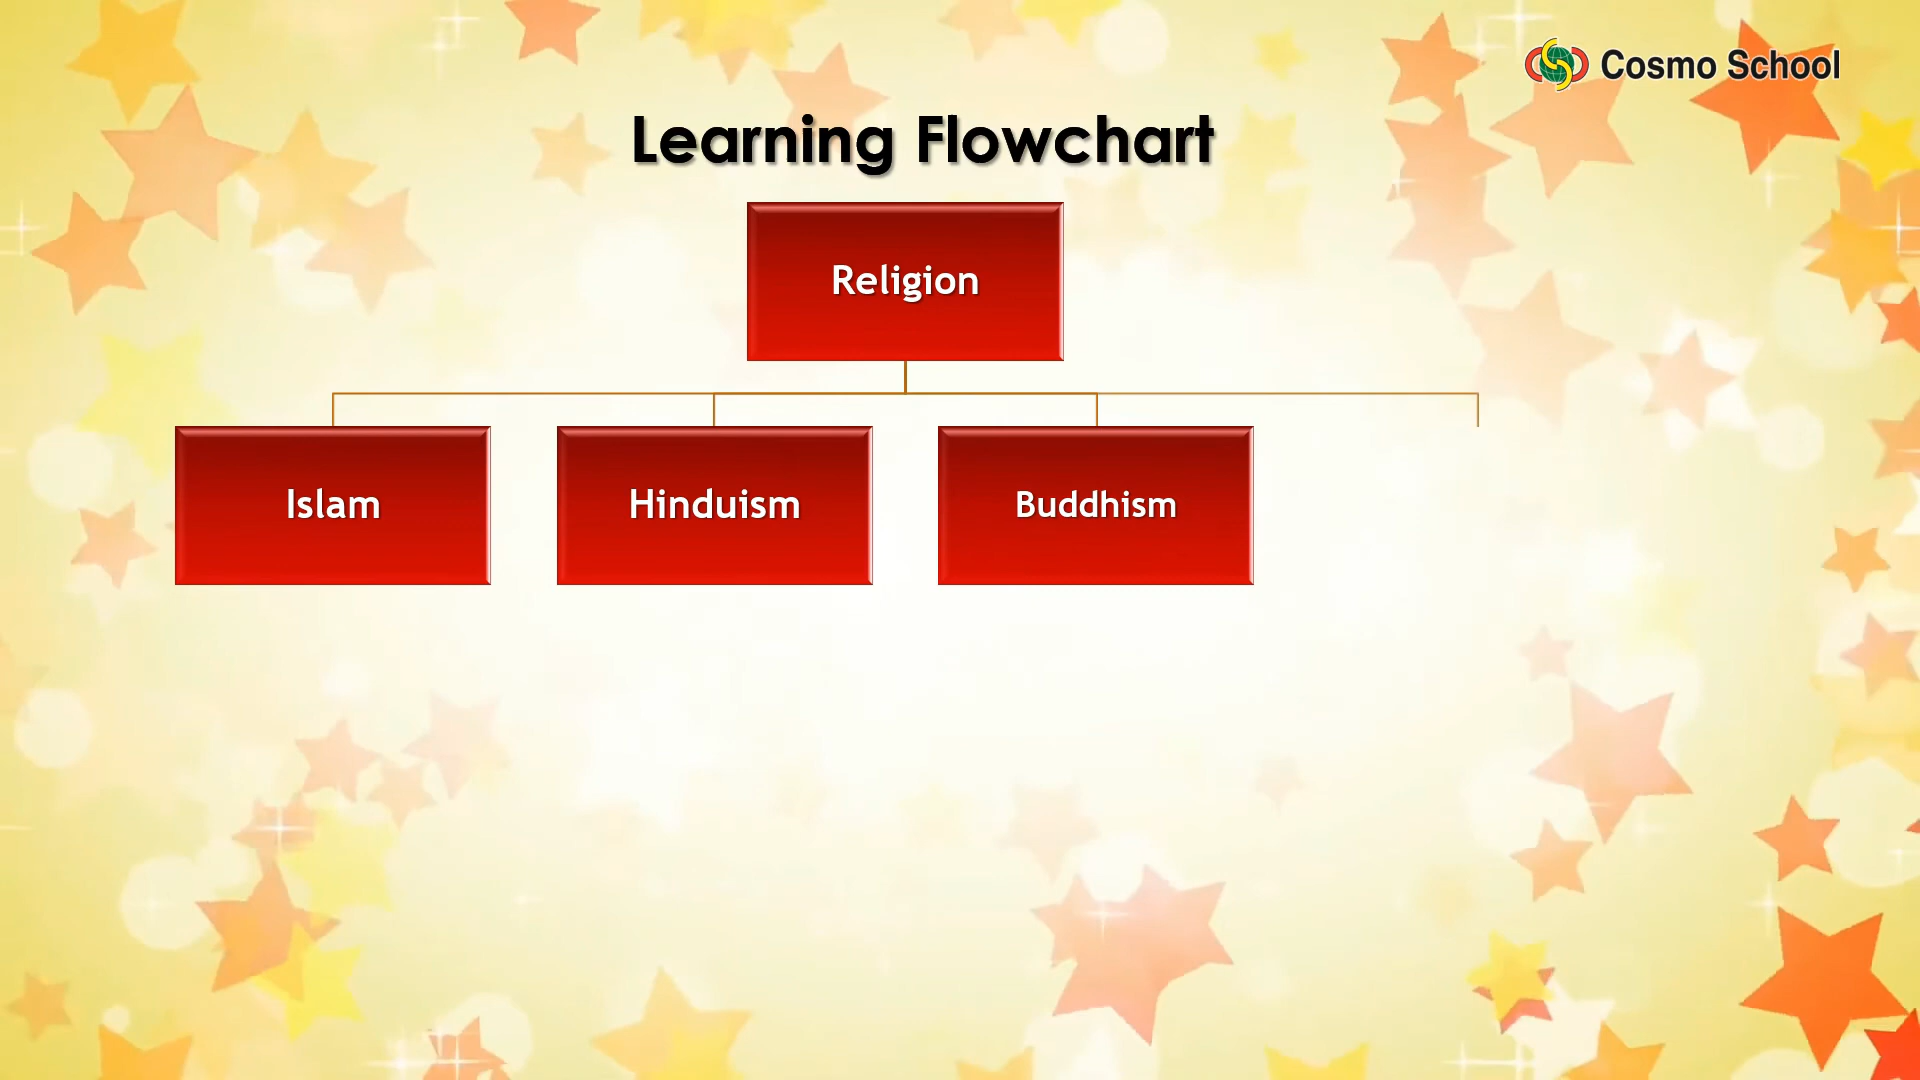 Cosmo School
Learning Flowchart
Religion
Islam
Hinduism
Buddhism